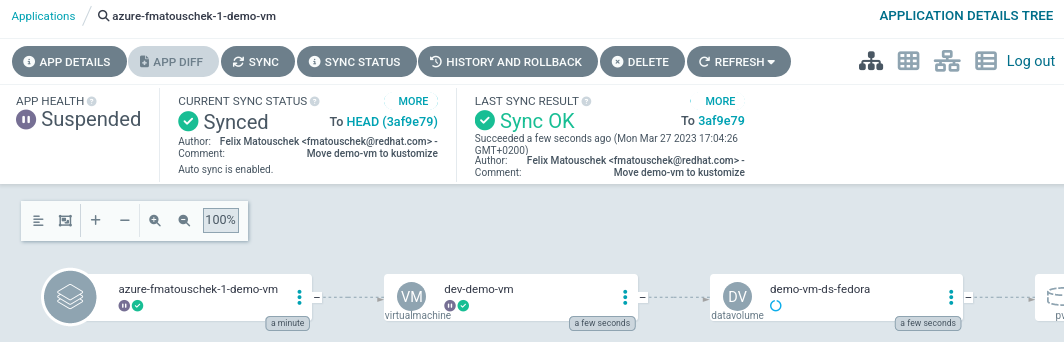 Applications / azure-fmatouschek-1-demo-vm
APPLICATION DETAILS TREE
APP DETAILS APP DIFF SYNC SYNC STATUS HISTORY AND ROLLBACK DELETE REFRESH Log out
APP HEALTH
Suspended
CURRENT SYNC STATUS MORE
Synced To HEAD (3af9e79)
Author: Felix Matouschek <fmatouschek@redhat.com> -
Comment: Move demo-vm to kustomize
Auto sync is enabled.
LAST SYNC RESULT MORE
Sync OK To 3af9e79
Succeeded a few seconds ago (Mon Mar 27 2023 17:04:26
GMT+0200)
Author: Felix Matouschek <fmatouschek@redhat.com> -
Comment: Move demo-vm to kustomize
100%
azure-fmatouschek-1-demo-vm
a minute
VM
virtualmachine
dev-demo-vm
a few seconds
DV
datavolume
demo-vm-ds-fedora
a few seconds